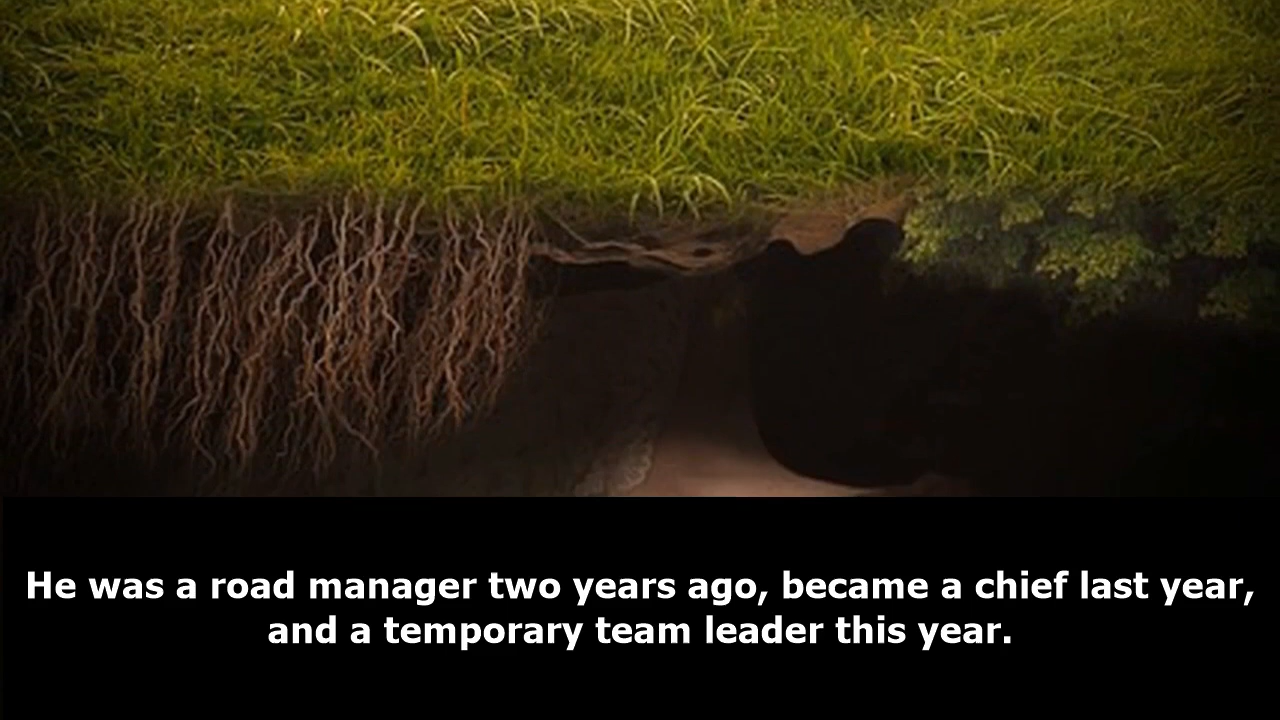 He was a road manager two years ago, became a chief last year,
and a temporary team leader this year.